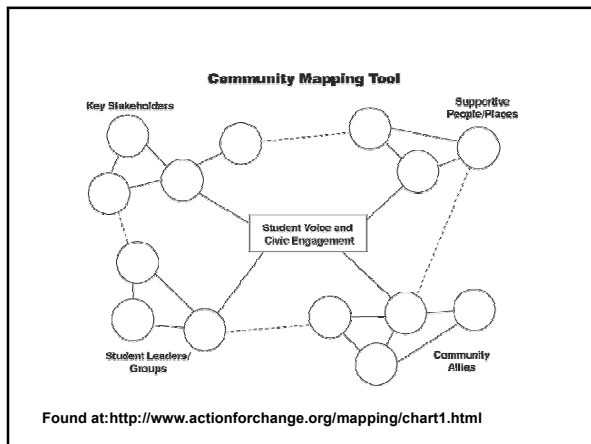 Community Mapping Tool
Key Stakeholders
Supportive
People/Places
Student Voice and
Civic Engagement
Student Leaders/
Groups
Community
Allies
Found at:http://www.actionforchange.org/mapping/chart1.html